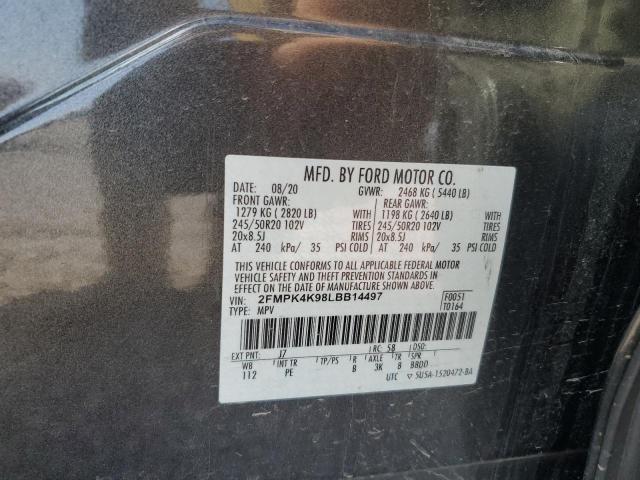 MFD. BY FORD MOTOR CO.
DATE: 08/20 GVWR: 2468 KG ( 5440 LB)
FRONT GAWR: REAR GAWR:
1279 KG ( 2820 LB) WITH 1198 KG ( 2640 LB) WITH
245/50R20 102V TIRES 245/50R20 102V TIRES
20x8.5J RIMS 20x8.5J RIMS
AT 240 kPa/ 35 PSI COLD AT 240 kPa/ 35 PSI COLD
THIS VEHICLE CONFORMS TO ALL APPLICABLE FEDERAL MOTOR
VEHICLE SAFETY AND THEFT PREVENTION STANDARDS IN
EFFECT ON THE DATE OF MANUFACTURE SHOWN ABOVE.
VIN: 2FMPK4K98LBB14497 F0051
TYPE: MPV T0164
EXT PNT: J7 RC: 58 DSO:
WB INT TR TP/PS R AXLE TR SPR
112 PE B 3K B BBDD
UTC ▽ 5U5A-1520472-BA